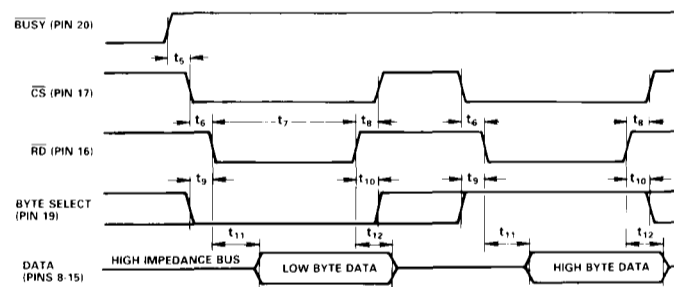 BUSY (PIN 20)
t5
CS (PIN 17)
t6 t7 t8 t6 t8
RD (PIN 16)
t9 t10 t9 t10
BYTE SELECT
(PIN 19)
t11 t12 t11 t12
HIGH IMPEDANCE BUS
DATA
(PINS 8-15)
LOW BYTE DATA
HIGH BYTE DATA